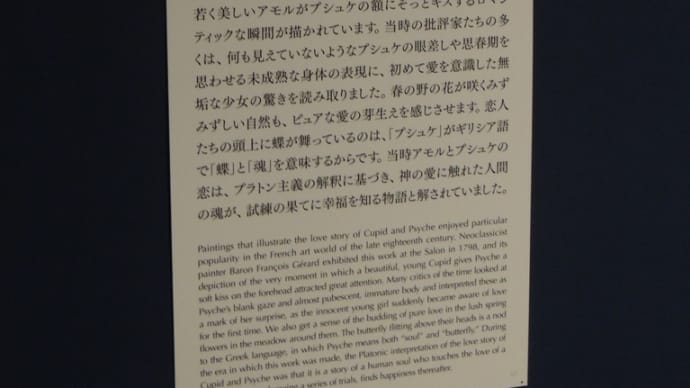 若く美しいアモルがプシュケの額にそっとキスするロマン
ティックな瞬間が描かれています。当時の批評家たちの多
くは、何も見えていないようなプシュケの眼差しや思春期を
思わせる未成熟な身体の表現に、初めて愛を意識した無
垢な少女の驚きを読み取りました。春の野の花が咲くみず
みずしい自然も、ピュアな愛の芽生えを感じさせます。恋人
たちの頭上に蝶が舞っているのは、「プシュケ」がギリシア語
で「蝶」と「魂」を意味するからです。当時アモルとプシュケの
恋は、プラトン主義の解釈に基づき、神の愛に触れた人間
の魂が、試練の果てに幸福を知る物語と解されていました。
Paintings that illustrate the love story of Cupid and Psyche enjoyed particular
popularity in the French art world of the late eighteenth century. Neoclassicist
painter Baron François Gérard exhibited this work at the Salon in 1798, and its
depiction of the very moment in which a beautiful, young Cupid gives Psyche a
soft kiss on the forehead attracted great attention. Many critics of the time looked at
Psyche's blank gaze and almost pubescent, immature body and interpreted these as
a mark of her surprise, as the innocent young girl suddenly became aware of love
for the first time. We also get a sense of the budding of pure love in the lush spring
flowers in the meadow around them. The butterfly flitting above their heads is a nod
to the Greek language, in which Psyche means both "soul" and "butterfly." During
the era in which this work was made, the Platonic interpretation of the love story of
Cupid and Psyche was that it is a story of a human soul who touches the love of a
a series of trials, finds happiness thereafter.